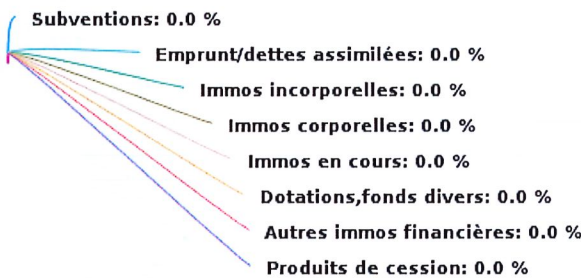 Subventions: 0.0 %
Emprunt/dettes assimilées: 0.0 %
Immos incorporelles: 0.0 %
Immos corporelles: 0.0 %
Immos en cours: 0.0 %
Dotations,fonds divers: 0.0 %
Autres immos financières: 0.0 %
Produits de cession: 0.0 %